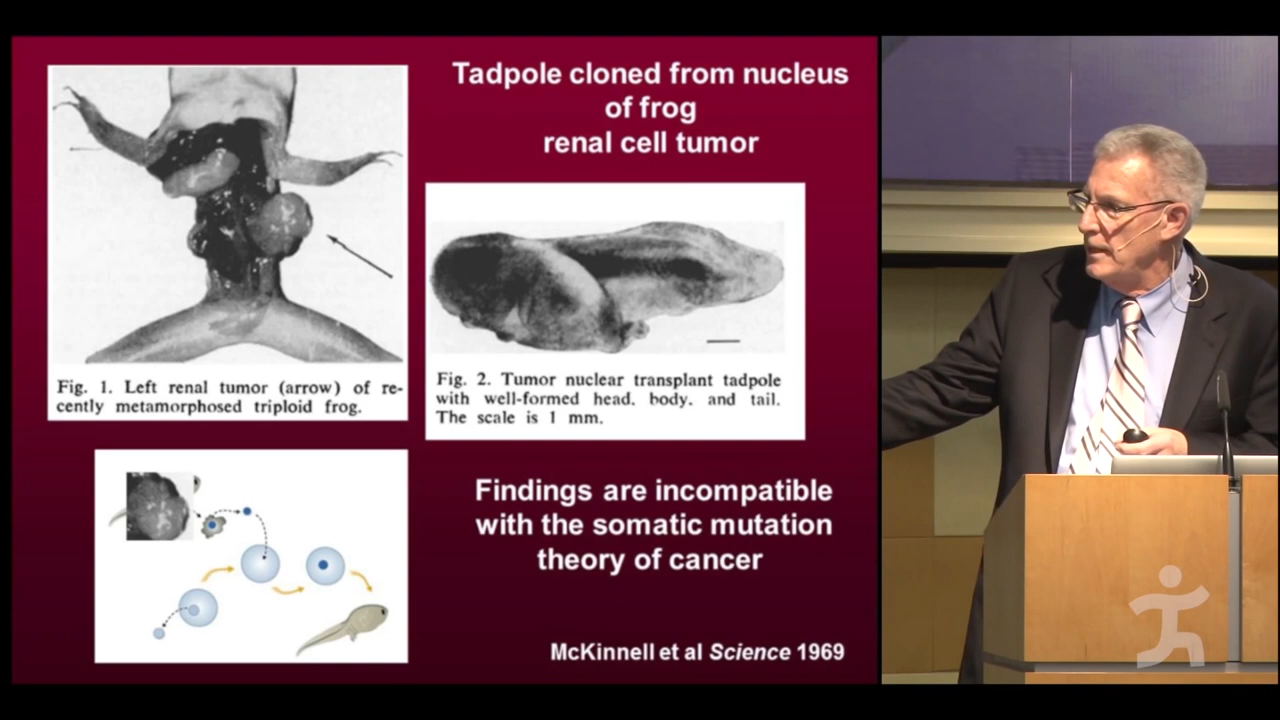 Tadpole cloned from nucleus
of frog
renal cell tumor
Fig. 1. Left renal tumor (arrow) of re-
cently metamorphosed triploid frog.
Fig. 2. Tumor nuclear transplant tadpole
with well-formed head, body, and tail.
The scale is 1 mm.
Findings are incompatible
with the somatic mutation
theory of cancer
McKinnell et al Science 1969